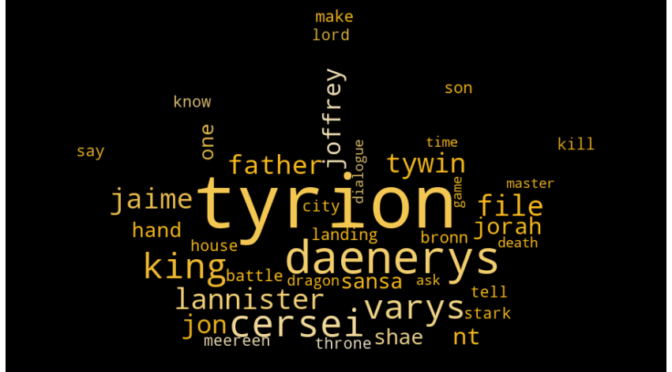 make
lord
joffrey
son
know
one
kill
say
time
dialogue
father
tywin
tyrion
master
game
jaime
city
file
hand
landing
bronn
jorah
house
death
daenerys
king
battle
dragon
sansa
ask
tell
lannister
varys
stark
jon
cersei
meereen
throne
shae
nt